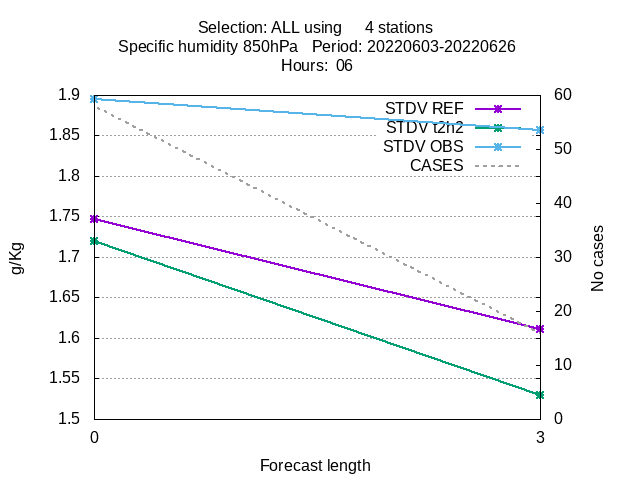 Selection: ALL using 4 stations
Specific humidity 850hPa Period: 20220603-20220626
Hours: 06
1.9
1.85
1.8
1.75
1.7
1.65
1.6
1.55
1.5
60
50
40
30
20
10
0
STDV REF
STDV t2h2
STDV OBS
CASES
g/Kg
No cases
0
3
Forecast length